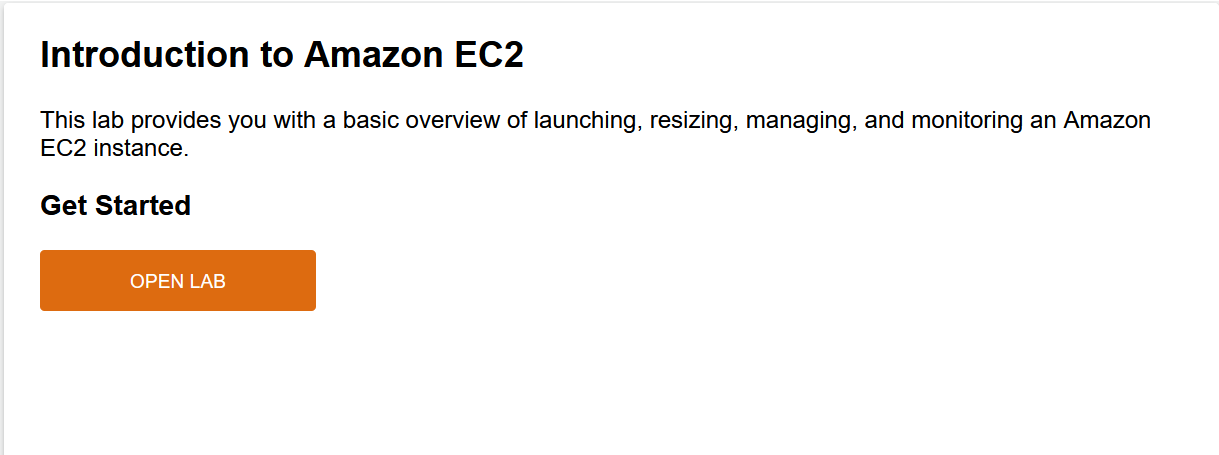 Introduction to Amazon EC2
This lab provides you with a basic overview of launching, resizing, managing, and monitoring an Amazon
EC2 instance.
Get Started
OPEN LAB